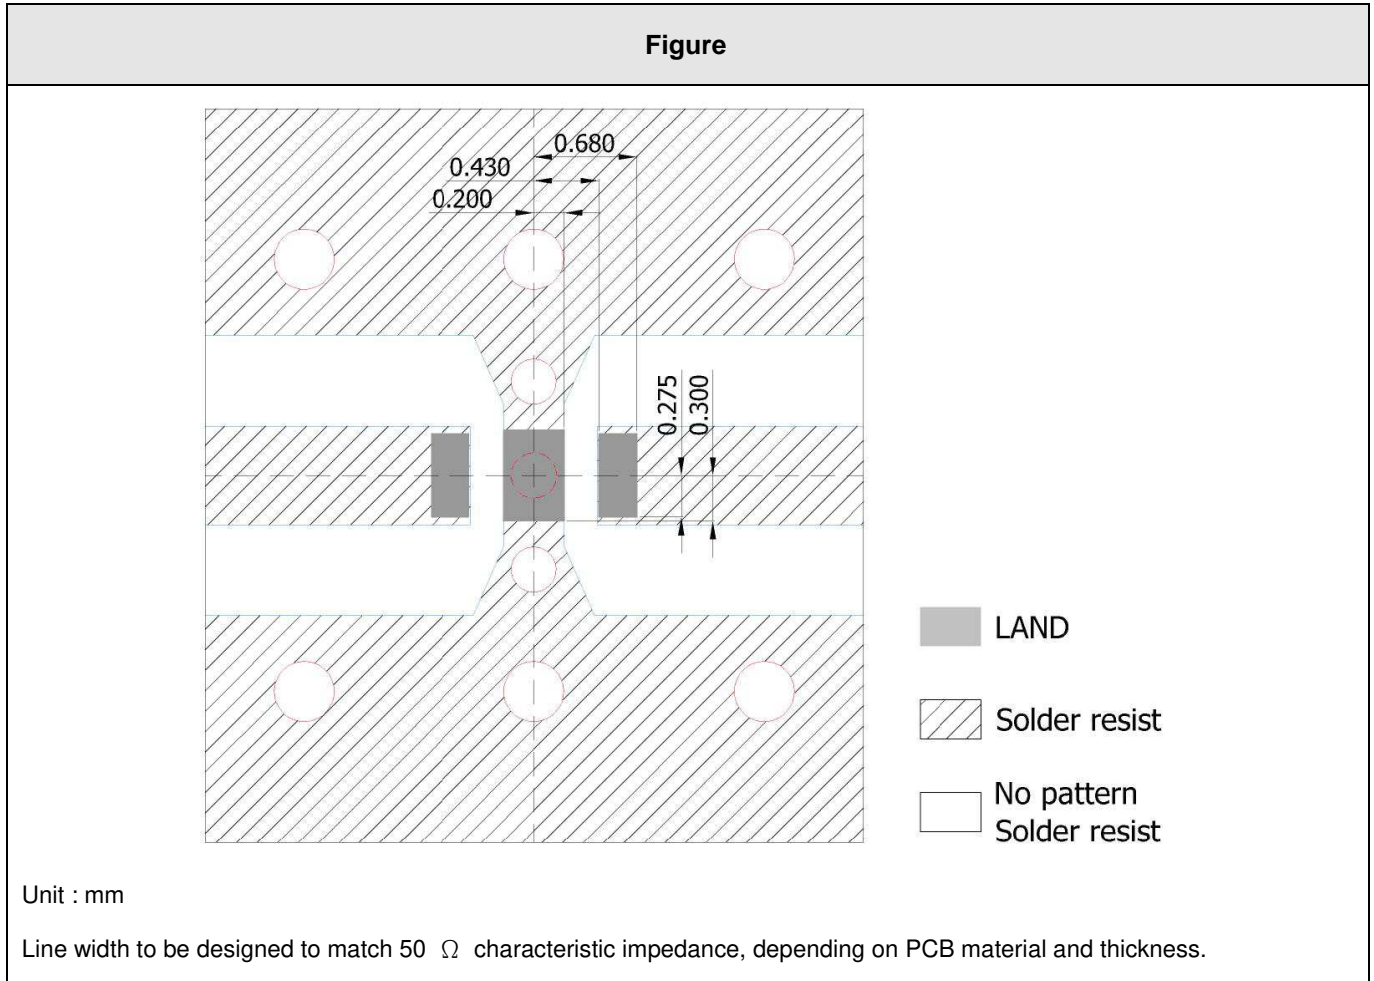 Figure
0.680
0.430
0.200
0.275
0.300
LAND
Solder resist
No pattern
Solder resist
Unit : mm
Line width to be designed to match 50 Ω characteristic impedance, depending on PCB material and thickness.